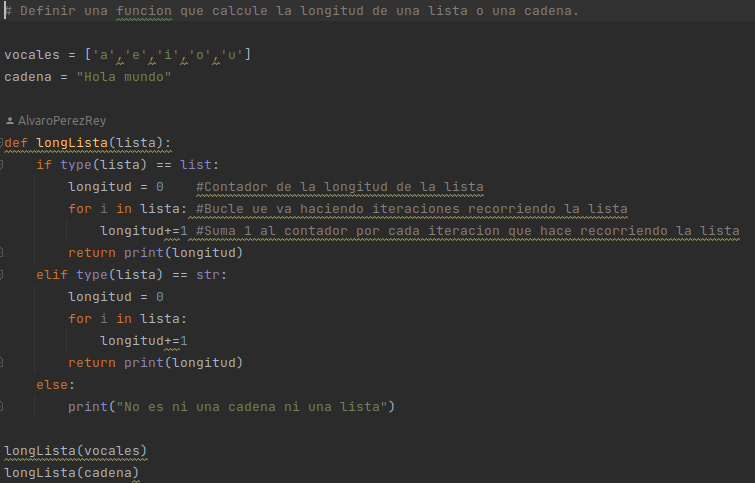 # Definir una funcion que calcule la longitud de una lista o una cadena.
vocales = ['a','e','i','o','u']
cadena = "Hola mundo"
AlvaroPerezRey
def longLista(lista):
    if type(lista) == list:
        longitud = 0    #Contador de la longitud de la lista
        for i in lista: #Bucle ue va haciendo iteraciones recorriendo la lista
            longitud+=1 #Suma 1 al contador por cada iteracion que hace recorriendo la lista
        return print(longitud)
    elif type(lista) == str:
        longitud = 0
        for i in lista:
            longitud+=1
        return print(longitud)
    else:
        print("No es ni una cadena ni una lista")
longLista(vocales)
longLista(cadena)